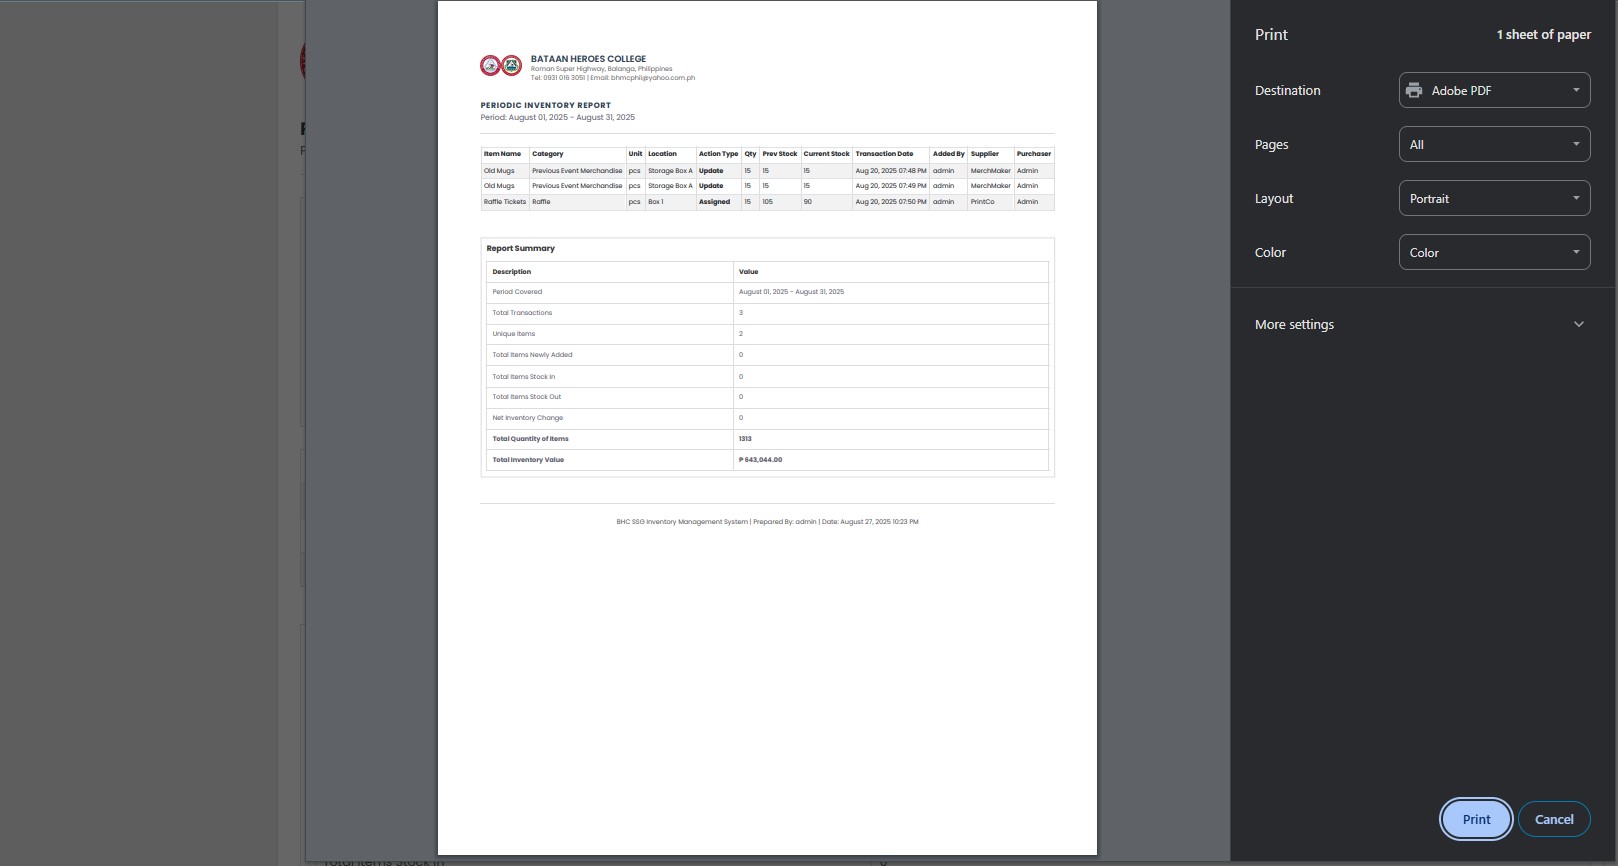 BATAAN HEROES COLLEGE
Roman Super Highway, Balanga, Philippines
Tel: 0931 016 3051 | Email: bhmcphil@yahoo.com.ph
PERIODIC INVENTORY REPORT
Period: August 01, 2025 - August 31, 2025
Item Name Category Unit Location Action Type Qty Prev Stock Current Stock Transaction Date Added By Supplier Purchaser
Old Mugs Previous Event Merchandise pcs Storage Box A Update 15 15 15 Aug 20, 2025 07:48 PM admin MerchMaker Admin
Old Mugs Previous Event Merchandise pcs Storage Box A Update 15 15 15 Aug 20, 2025 07:49 PM admin MerchMaker Admin
Raffle Tickets Raffle pcs Box 1 Assigned 15 105 90 Aug 20, 2025 07:50 PM admin PrintCo Admin
Report Summary
Description Value
Period Covered August 01, 2025 - August 31, 2025
Total Transactions 3
Unique Items 2
Total Items Newly Added 0
Total Items Stock In 0
Total Items Stock Out 0
Net Inventory Change 0
Total Quantity of Items 1313
Total Inventory Value ₱ 643,044.00
BHC SSG Inventory Management System | Prepared By: admin | Date: August 27, 2025 10:23 PM
Print 1 sheet of paper
Destination Adobe PDF
Pages All
Layout Portrait
Color Color
More settings
Print Cancel